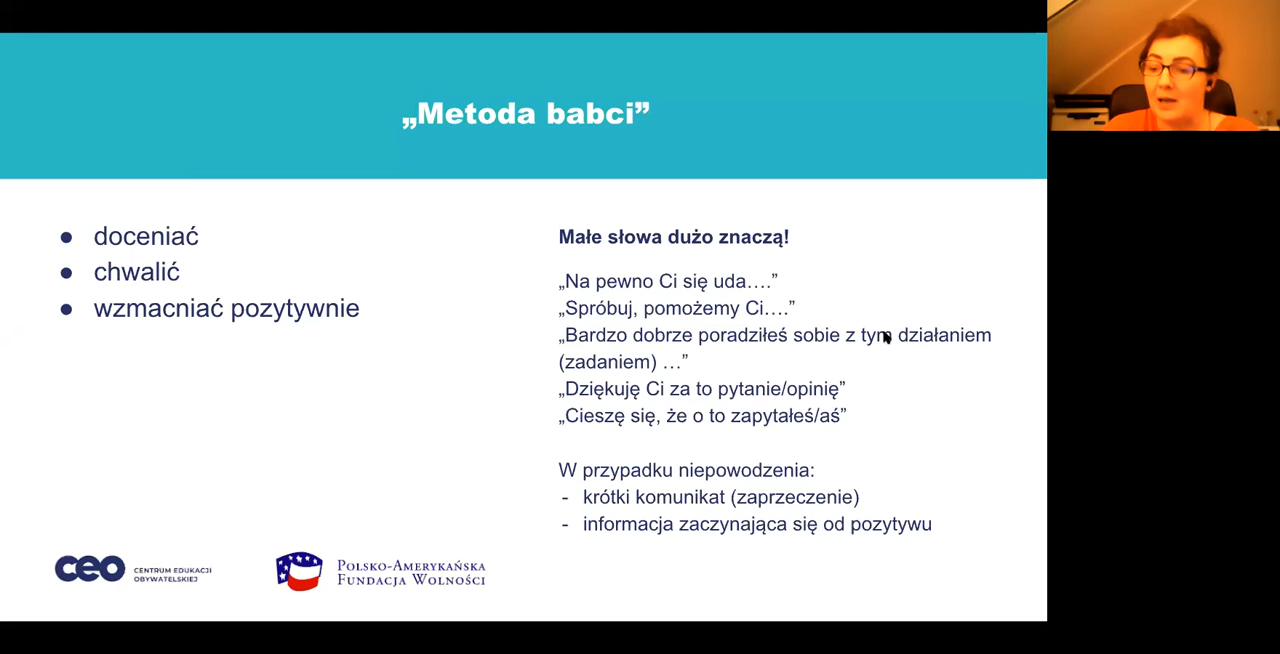 „Metoda babci”
● doceniać
● chwalić
● wzmacniać pozytywnie
Małe słowa dużo znaczą!
„Na pewno Ci się uda….”
„Spróbuj, pomożemy Ci….”
„Bardzo dobrze poradziłeś sobie z tym działaniem
(zadaniem) …”
„Dziękuję Ci za to pytanie/opinię”
„Cieszę się, że o to zapytałeś/aś”
W przypadku niepowodzenia:
- krótki komunikat (zaprzeczenie)
- informacja zaczynająca się od pozytywu
ceo CENTRUM EDUKACJI
OBYWATELSKIEJ
POLSKO-AMERYKAŃSKA
FUNDACJA WOLNOŚCI